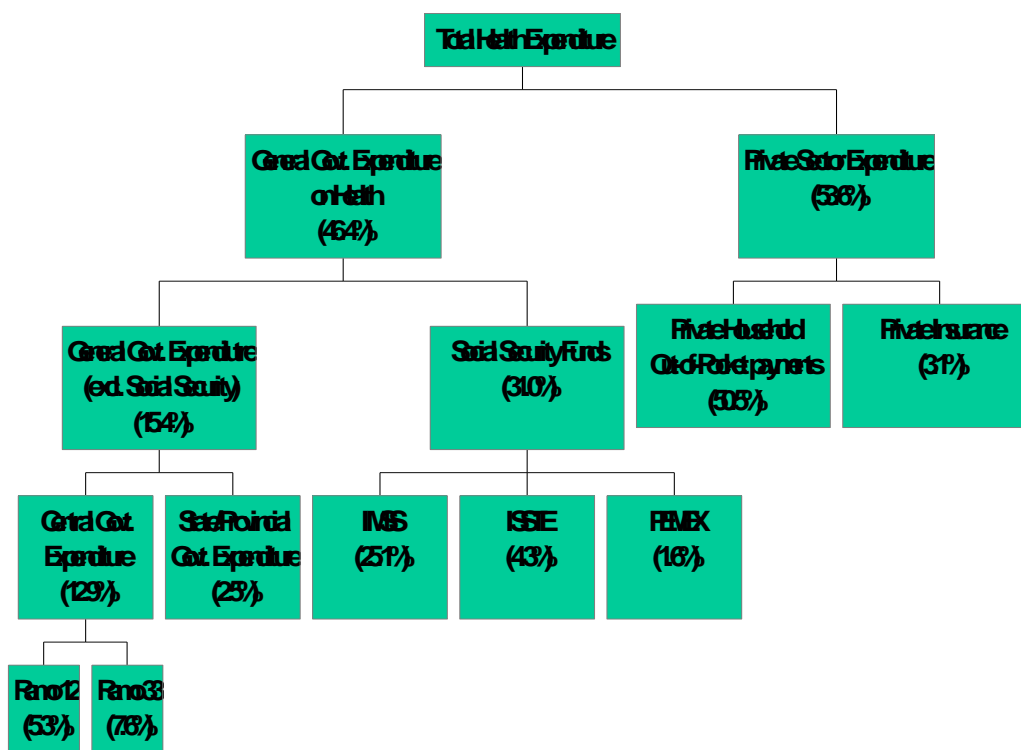 Total Health Expenditure
General Govt. Expenditure
on Health
(46.4%)
Private Sector Expenditure
(53.6%)
General Govt. Expenditure
(excl. Social Security)
(15.4%)
Social Security Funds
(31.0%)
Private Household
Out-of-Pocket payments
(50.5%)
Private Insurance
(3.1%)
Central Govt.
Expenditure
(12.9%)
State/Provincial
Govt. Expenditure
(2.5%)
IMSS
(25.1%)
ISSSTE
(4.3%)
PEMEX
(1.6%)
Ramo 12
(5.3%)
Ramo 33
(7.6%)